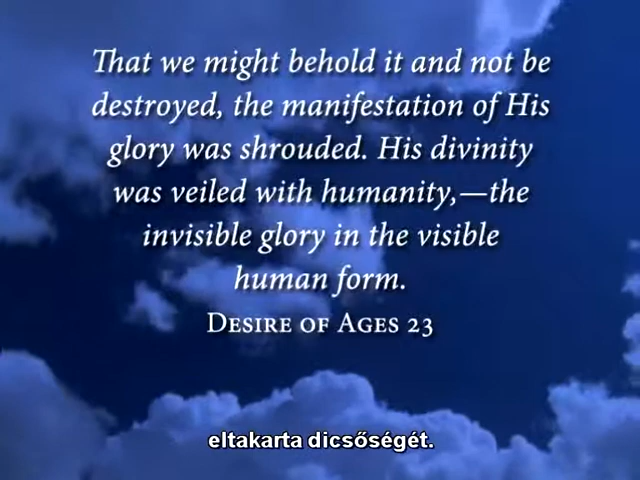 That we might behold it and not be
destroyed, the manifestation of His
glory was shrouded. His divinity
was veiled with humanity,—the
invisible glory in the visible
human form.
Desire of Ages 23
eltakarta dicsőségét.